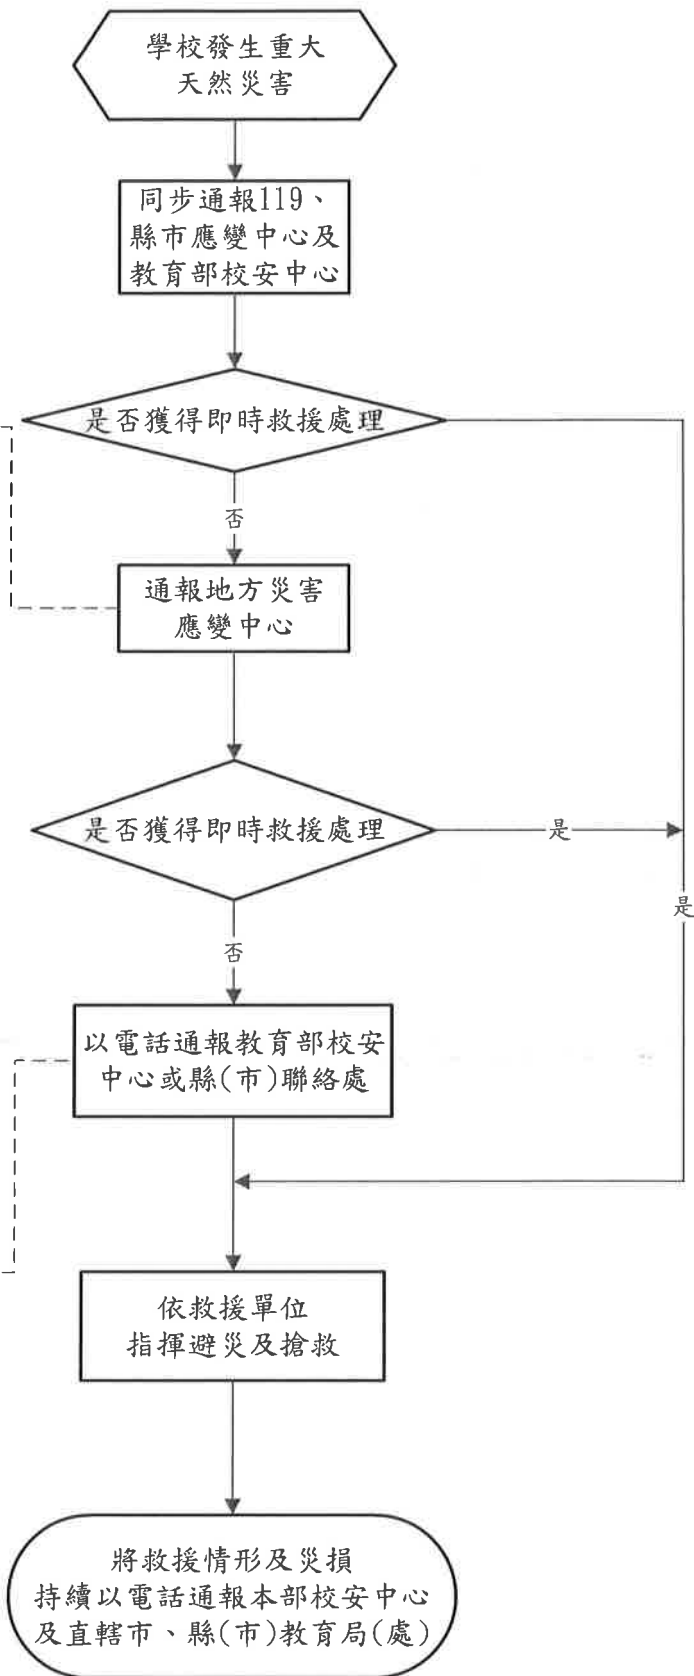 學校發生重大
天然災害
同步通報119、
縣市應變中心及
教育部校安中心
是否獲得即時救援處理
否
通報地方災害
應變中心
是否獲得即時救援處理
是
是
否
以電話通報教育部校安
中心或縣(市)聯絡處
依救援單位
指揮避災及搶救
將救援情形及災損
持續以電話通報本部校安中心
及直轄市、縣(市)教育局(處)